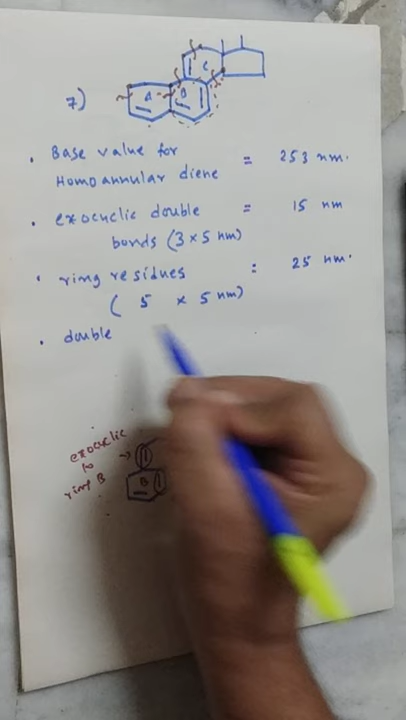 7)
A B C
. Base value for = 253 nm.
Homoannular diene
. exocyclic double = 15 nm
bonds (3 x 5 nm)
. ring residues : 25 nm.
( 5 x 5 nm)
. double
exocyclic
to
ring B
B